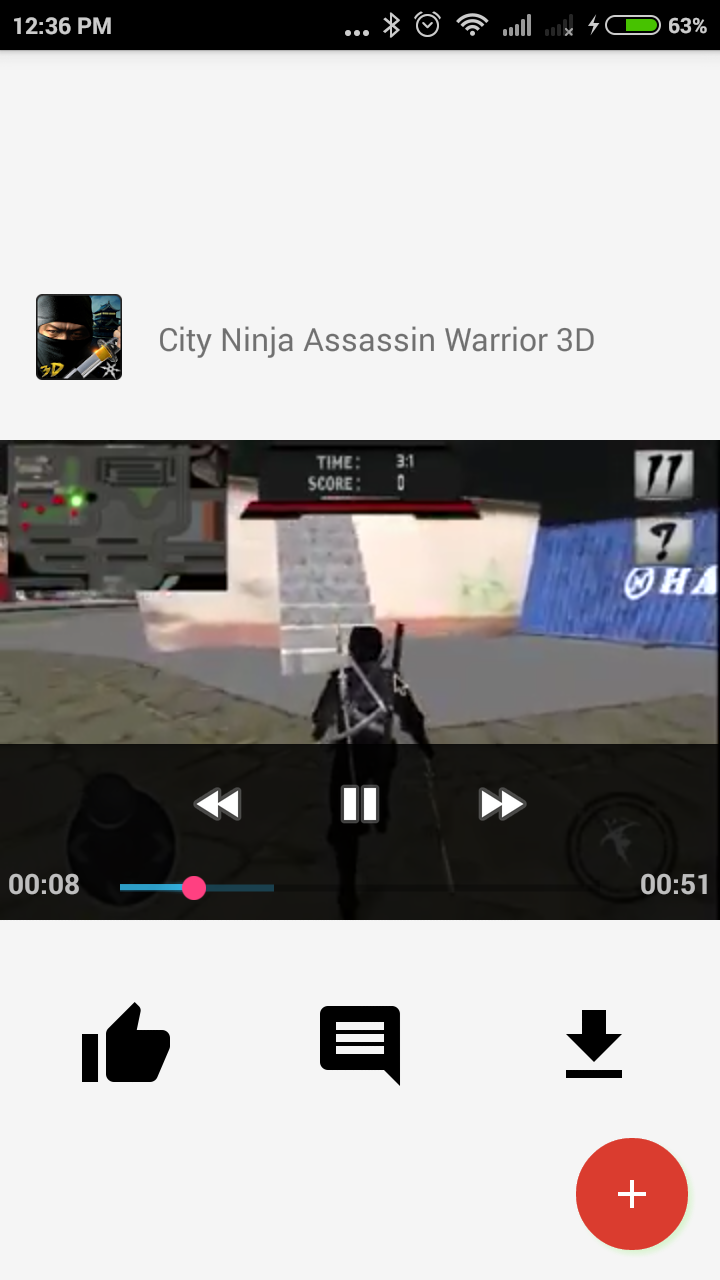 12:36 PM
63%
3D
City Ninja Assassin Warrior 3D
TIME: 3:1
SCORE: 0
?
HA
00:08
00:51